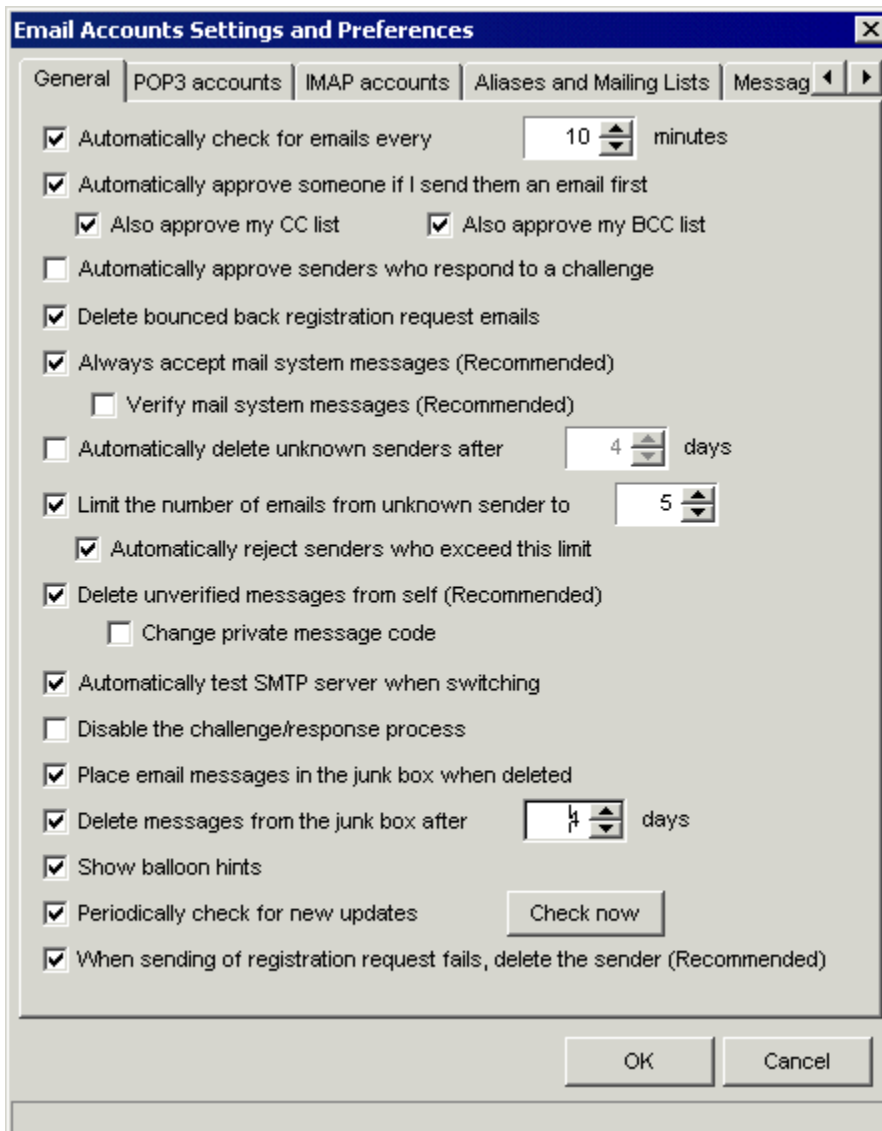 Email Accounts Settings and Preferences
General POP3 accounts IMAP accounts Aliases and Mailing Lists Messag
Automatically check for emails every 10 minutes
Automatically approve someone if I send them an email first
Also approve my CC list Also approve my BCC list
Automatically approve senders who respond to a challenge
Delete bounced back registration request emails
Always accept mail system messages (Recommended)
Verify mail system messages (Recommended)
Automatically delete unknown senders after 4 days
Limit the number of emails from unknown sender to 5
Automatically reject senders who exceed this limit
Delete unverified messages from self (Recommended)
Change private message code
Automatically test SMTP server when switching
Disable the challenge/response process
Place email messages in the junk box when deleted
Delete messages from the junk box after 4 days
Show balloon hints
Periodically check for new updates Check now
When sending of registration request fails, delete the sender (Recommended)
OK Cancel